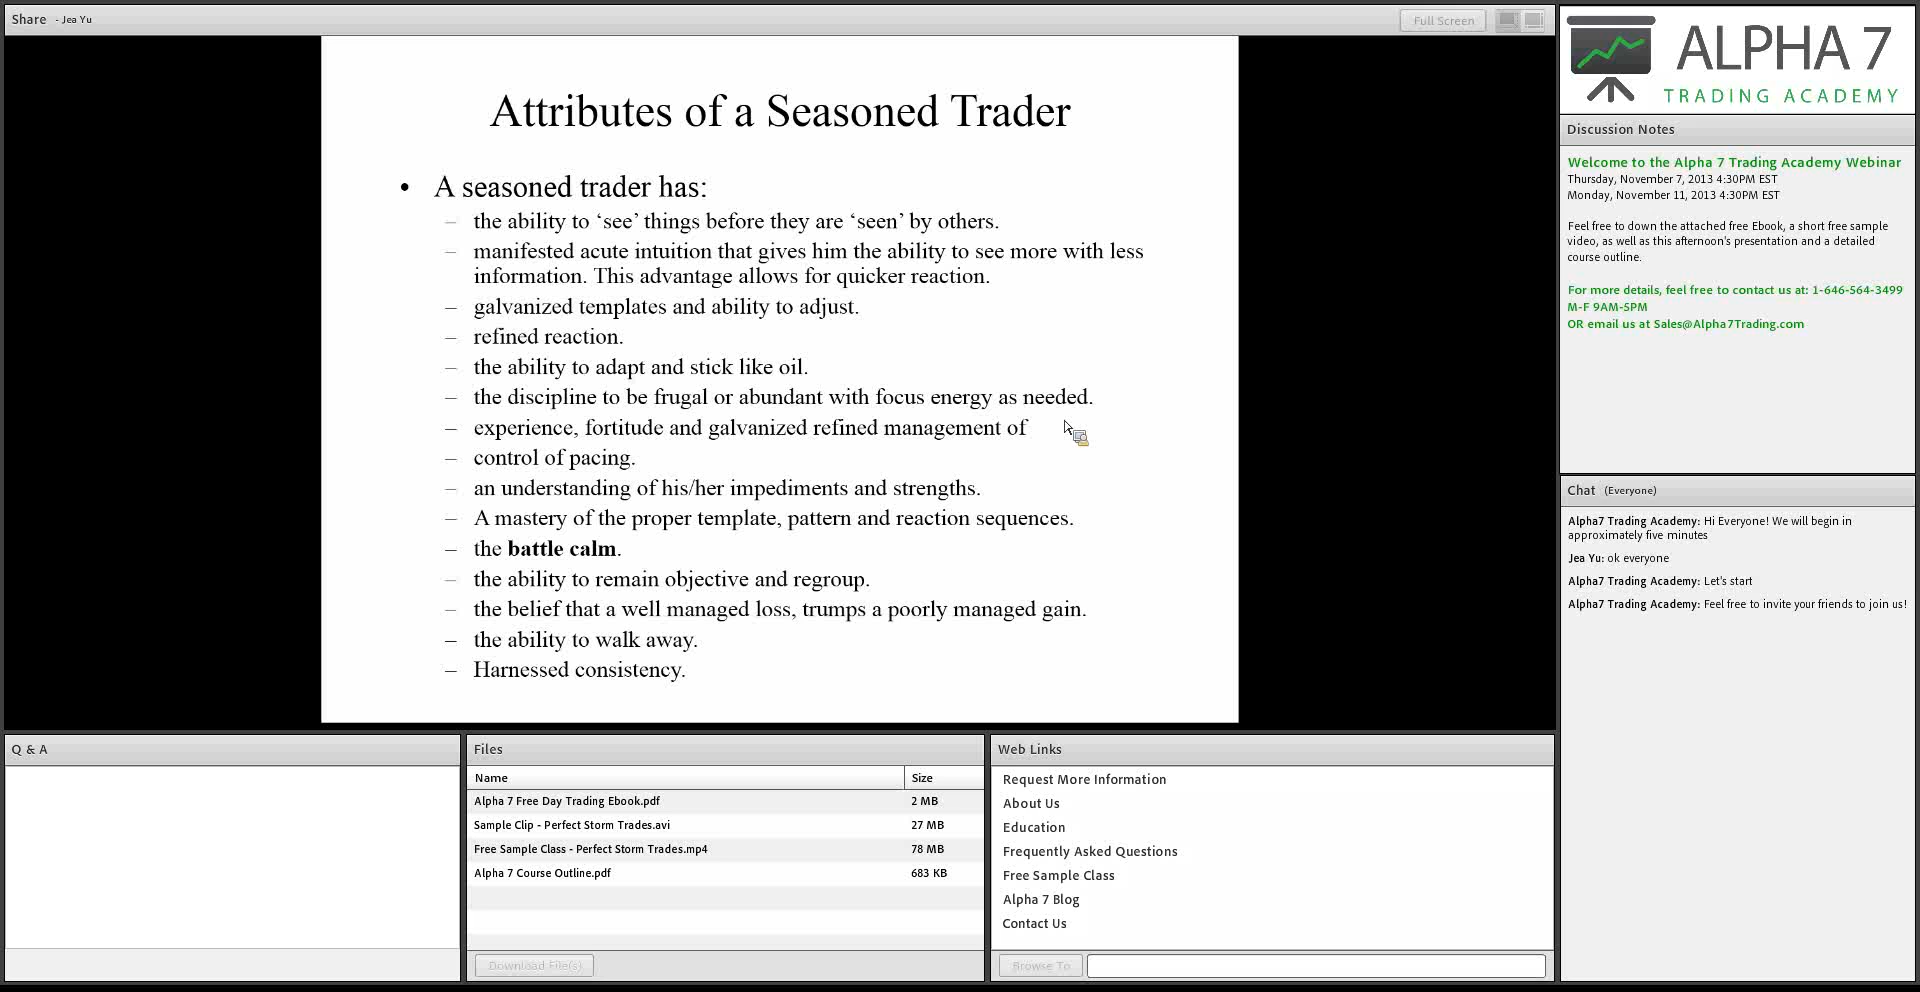 Share - Jea Yu
Full Screen
Attributes of a Seasoned Trader
• A seasoned trader has:
– the ability to ‘see’ things before they are ‘seen’ by others.
– manifested acute intuition that gives him the ability to see more with less
information. This advantage allows for quicker reaction.
– galvanized templates and ability to adjust.
– refined reaction.
– the ability to adapt and stick like oil.
– the discipline to be frugal or abundant with focus energy as needed.
– experience, fortitude and galvanized refined management of
– control of pacing.
– an understanding of his/her impediments and strengths.
– A mastery of the proper template, pattern and reaction sequences.
– the battle calm.
– the ability to remain objective and regroup.
– the belief that a well managed loss, trumps a poorly managed gain.
– the ability to walk away.
– Harnessed consistency.
ALPHA 7
TRADING ACADEMY
Discussion Notes
Welcome to the Alpha 7 Trading Academy Webinar
Thursday, November 7, 2013 4:30PM EST
Monday, November 11, 2013 4:30PM EST
Feel free to down the attached free Ebook, a short free sample
video, as well as this afternoon's presentation and a detailed
course outline.
For more details, feel free to contact us at: 1-646-564-3499
M-F 9AM-5PM
OR email us at Sales@Alpha7Trading.com
Chat (Everyone)
Alpha7 Trading Academy: Hi Everyone! We will begin in
approximately five minutes
Jea Yu: ok everyone
Alpha7 Trading Academy: Let's start
Alpha7 Trading Academy: Feel free to invite your friends to join us!
Q & A
Files
Name Size
Alpha 7 Free Day Trading Ebook.pdf 2 MB
Sample Clip - Perfect Storm Trades.avi 27 MB
Free Sample Class - Perfect Storm Trades.mp4 78 MB
Alpha 7 Course Outline.pdf 683 KB
Download File(s)
Web Links
Request More Information
About Us
Education
Frequently Asked Questions
Free Sample Class
Alpha 7 Blog
Contact Us
Browse To